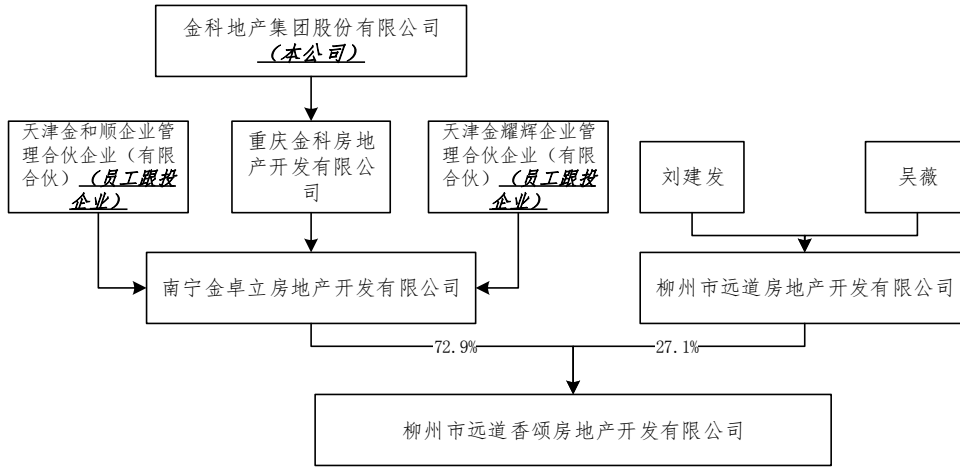 金科地产集团股份有限公司
（本公司）
天津金和顺企业管
理合伙企业（有限
合伙）（员工跟投
企业）
重庆金科房地
产开发有限公
司
天津金耀辉企业管
理合伙企业（有限
合伙）（员工跟投
企业）
刘建发
吴薇
南宁金卓立房地产开发有限公司
柳州市远道房地产开发有限公司
72.9%
27.1%
柳州市远道香颂房地产开发有限公司